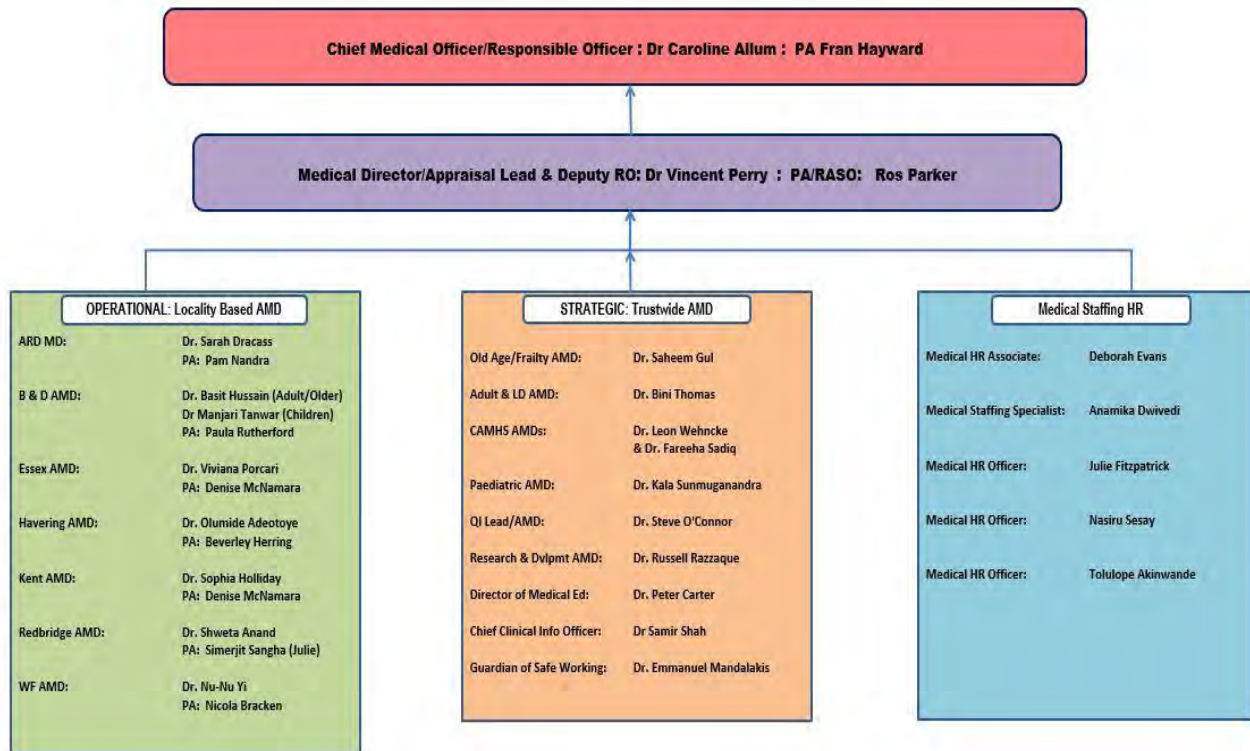 Chief Medical Officer/Responsible Officer : Dr Caroline Allum : PA Fran Hayward
Medical Director/Appraisal Lead & Deputy RO: Dr Vincent Perry : PA/RASO: Ros Parker
OPERATIONAL: Locality Based AMD
ARD MD: Dr. Sarah Dracass
PA: Pam Nandra
B & D AMD: Dr. Basit Hussain (Adult/Older)
Dr Manjari Tanwar (Children)
PA: Paula Rutherford
Essex AMD: Dr. Viviana Porcari
PA: Denise McNamara
Havering AMD: Dr. Olumide Adeotoye
PA: Beverley Herring
Kent AMD: Dr. Sophia Holliday
PA: Denise McNamara
Redbridge AMD: Dr. Shweta Anand
PA: Simerjit Sangha (Julie)
WF AMD: Dr. Nu-Nu Yi
PA: Nicola Bracken
STRATEGIC: Trustwide AMD
Old Age/Frailty AMD: Dr. Saheem Gul
Adult & LD AMD: Dr. Bini Thomas
CAMHS AMDs: Dr. Leon Wehncke
& Dr. Fareeha Sadiq
Paediatric AMD: Dr. Kala Sunmuganandra
QI Lead/AMD: Dr. Steve O'Connor
Research & Dvlpmt AMD: Dr. Russell Razzaque
Director of Medical Ed: Dr. Peter Carter
Chief Clinical Info Officer: Dr Samir Shah
Guardian of Safe Working: Dr. Emmanuel Mandalakis
Medical Staffing HR
Medical HR Associate: Deborah Evans
Medical Staffing Specialist: Anamika Dwivedi
Medical HR Officer: Julie Fitzpatrick
Medical HR Officer: Nasiru Sesay
Medical HR Officer: Tolulope Akinwande